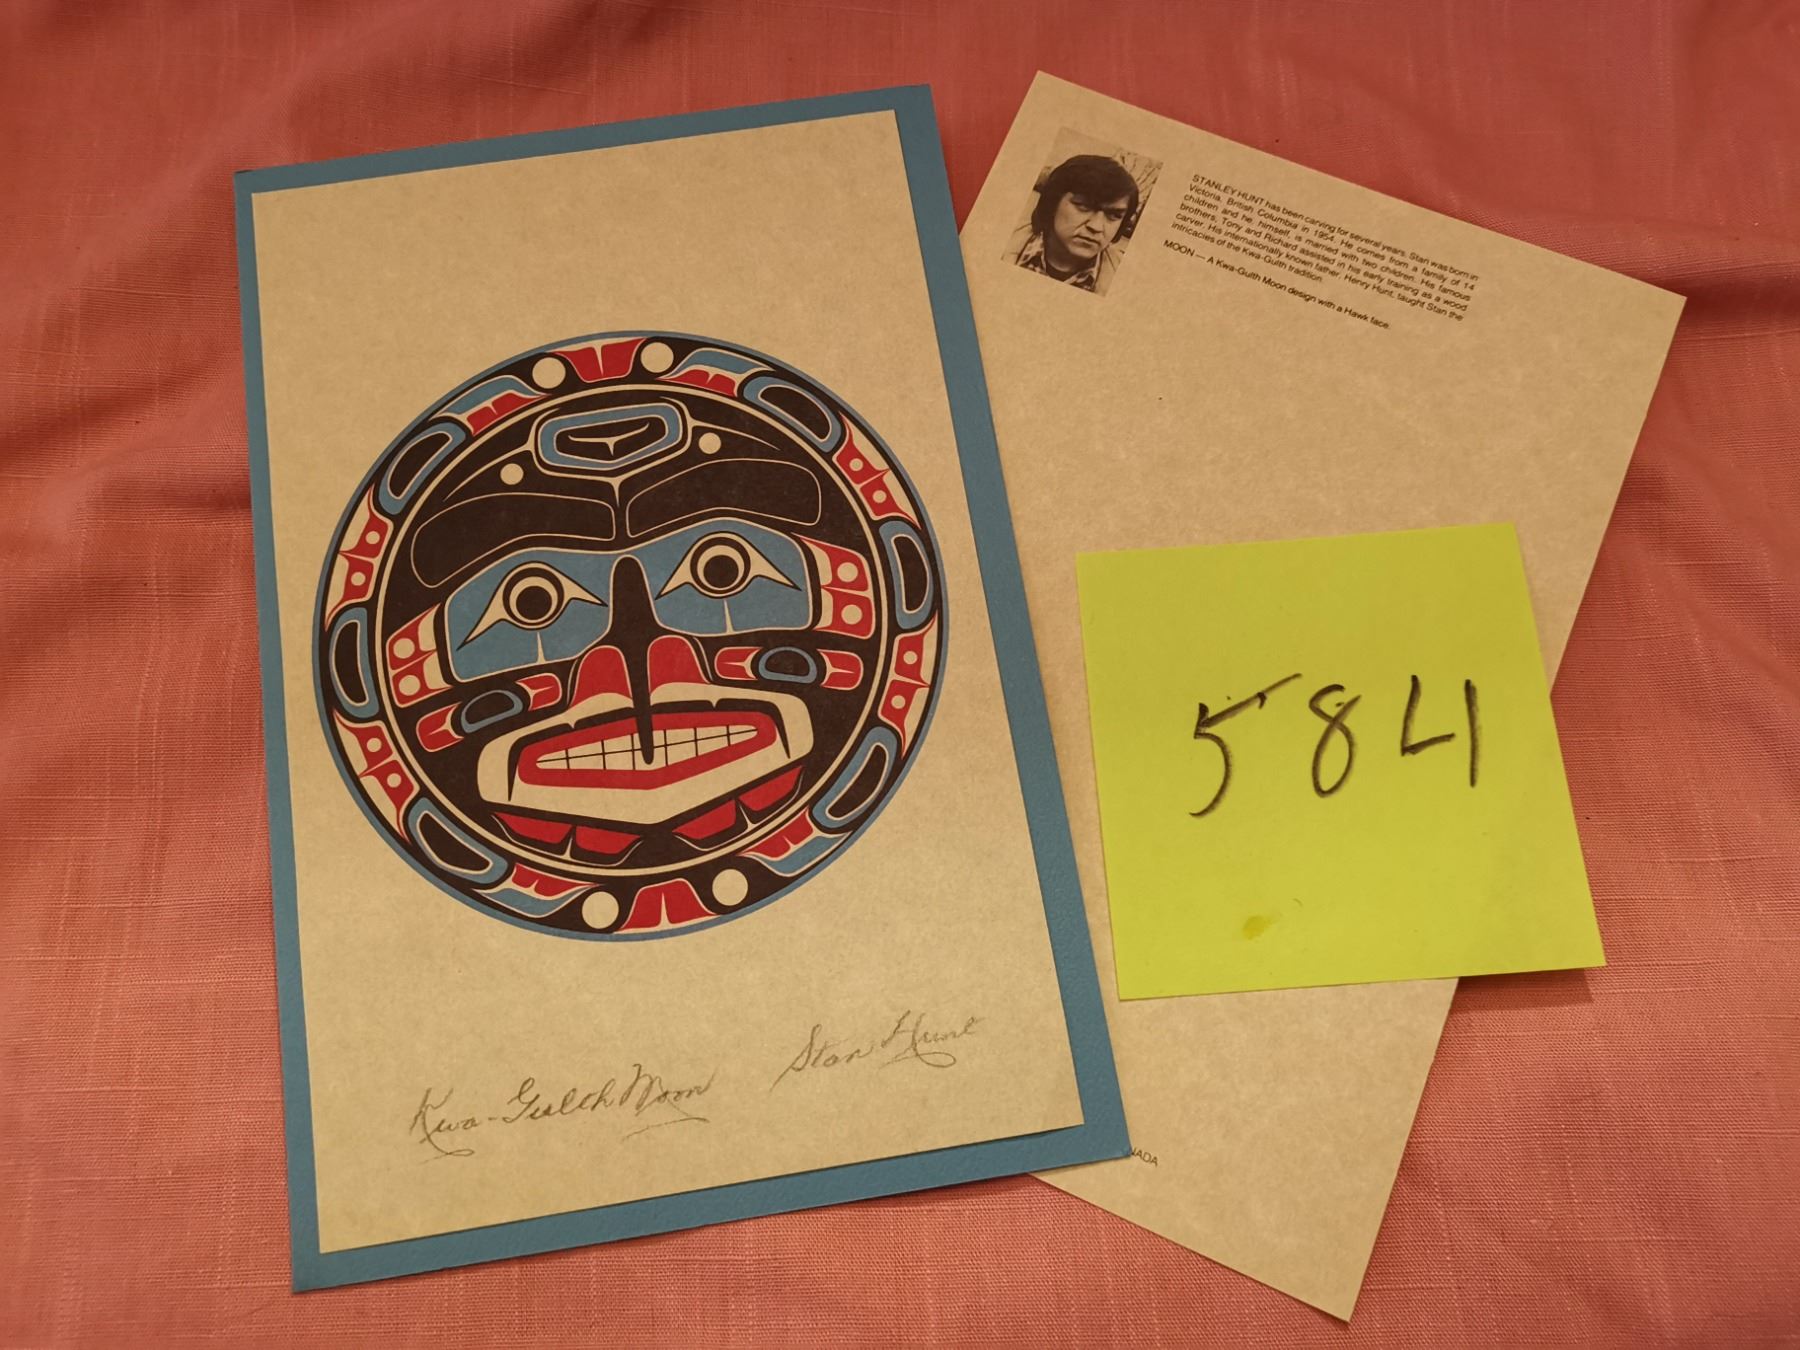 Kwa-Gulth Moon
Stan Hunt
STANLEY HUNT has been carving for several years. Stan was born in
Victoria, British Columbia in 1954. He comes from a family of 14
children and he, himself, is married with two children. His famous
brothers, Tony and Richard assisted in his early training as a wood
carver. His internationally known father, Henry Hunt, taught Stan the
intricacies of the Kwa-Gulth tradition.
MOON — A Kwa-Gulth Moon design with a Hawk face.
584
NADA